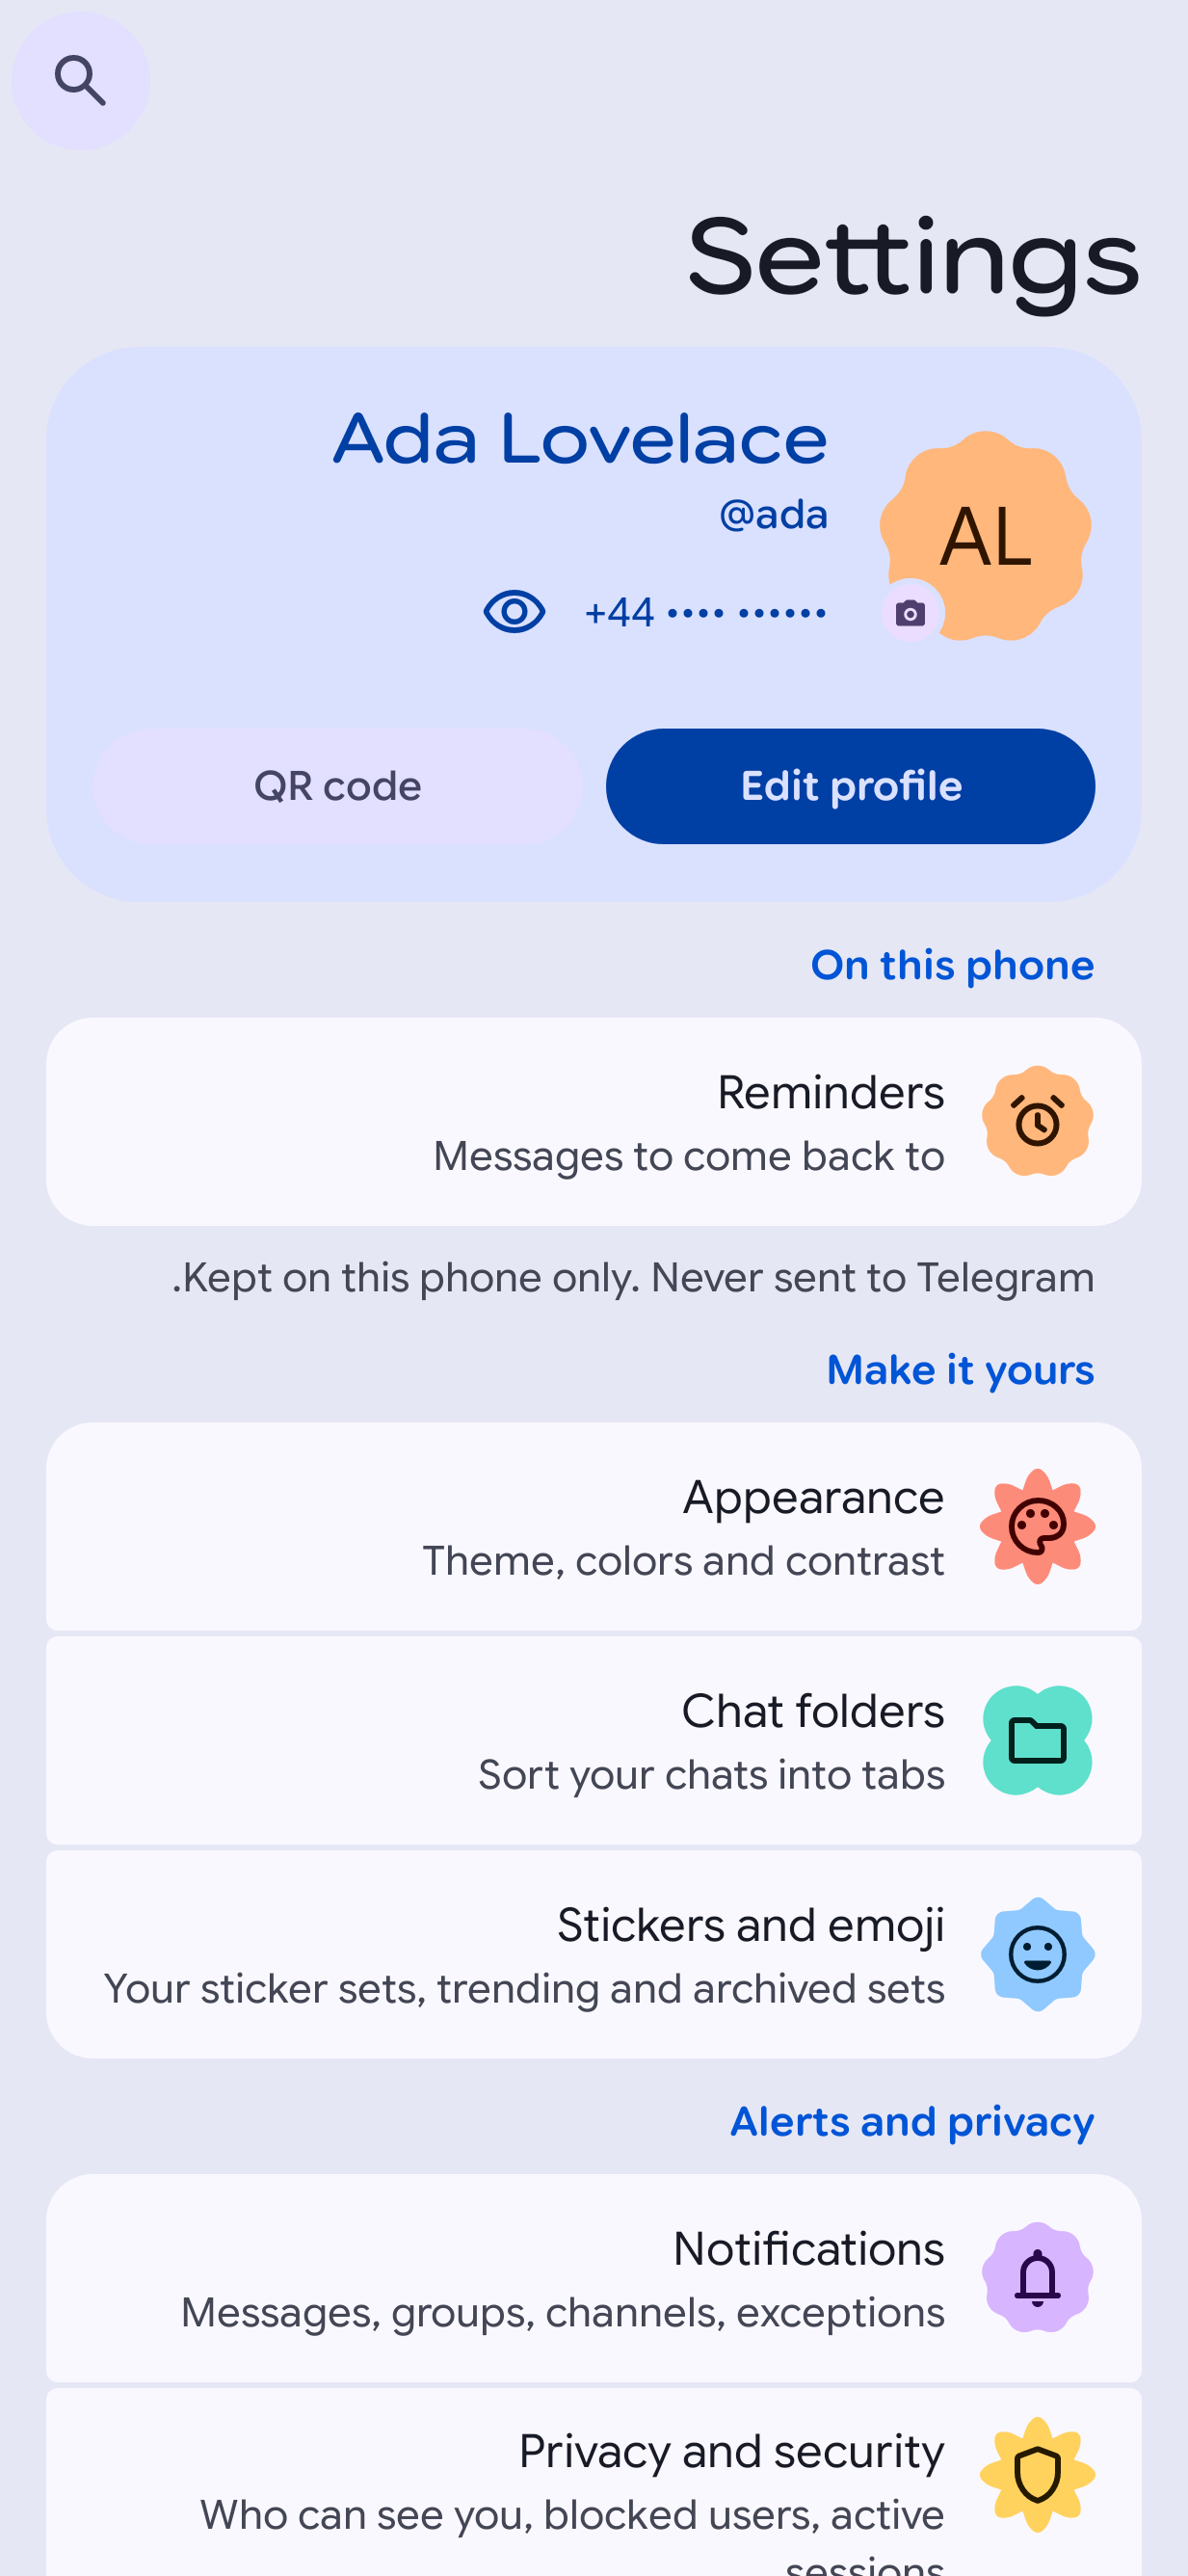 Settings
Ada Lovelace
@ada
+44 •••• ••••••
AL
Edit profile
QR code
On this phone
Reminders
Messages to come back to
.Kept on this phone only. Never sent to Telegram
Make it yours
Appearance
Theme, colors and contrast
Chat folders
Sort your chats into tabs
Stickers and emoji
Your sticker sets, trending and archived sets
Alerts and privacy
Notifications
Messages, groups, channels, exceptions
Privacy and security
Who can see you, blocked users, active
sessions